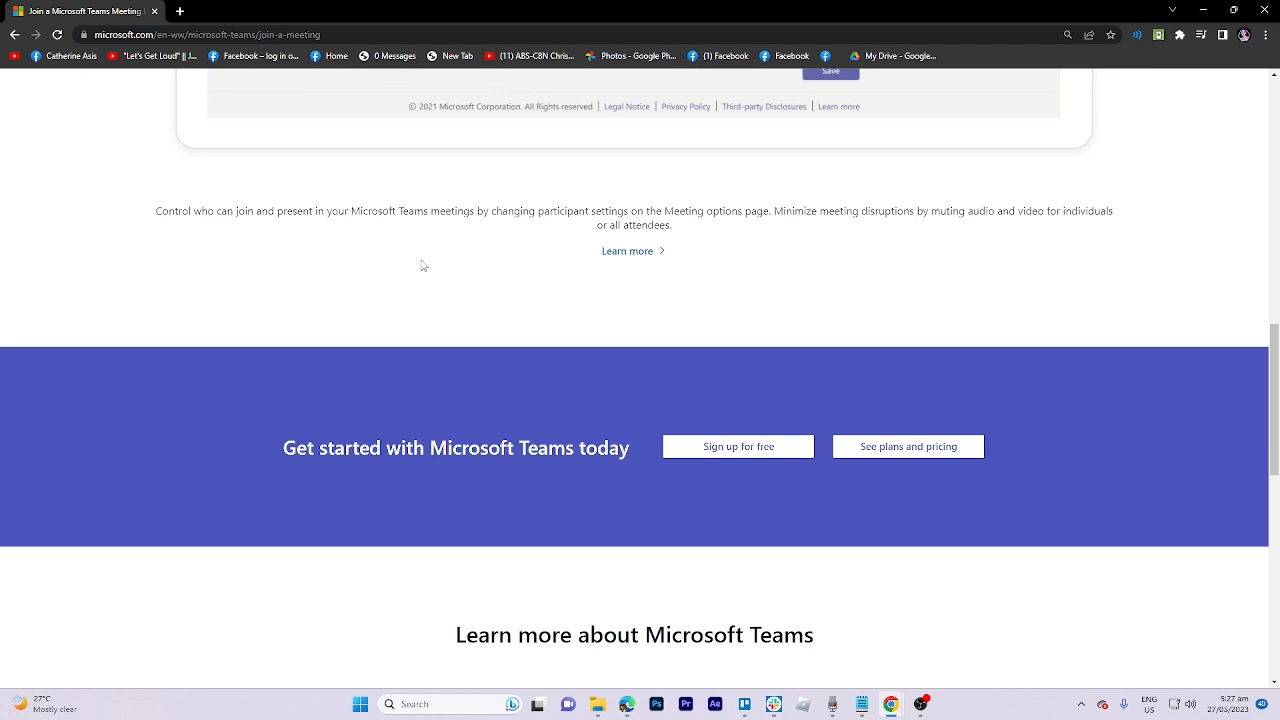 Join a Microsoft Teams Meeting
microsoft.com/en-ww/microsoft-teams/join-a-meeting
Catherine Asis
"Let's Get Loud" || J...
Facebook – log in o...
Home
0 Messages
New Tab
(11) ABS-CBN Chris...
Photos - Google Ph...
(1) Facebook
Facebook
My Drive - Google...
Save
© 2021 Microsoft Corporation. All Rights reserved | Legal Notice | Privacy Policy | Third-party Disclosures | Learn more
Control who can join and present in your Microsoft Teams meetings by changing participant settings on the Meeting options page. Minimize meeting disruptions by muting audio and video for individuals
or all attendees.
Learn more >
Get started with Microsoft Teams today
Sign up for free
See plans and pricing
Learn more about Microsoft Teams
27°C
Mostly clear
Search
Ps
Pr
Ae
ENG
US
5:27 am
27/05/2023
40